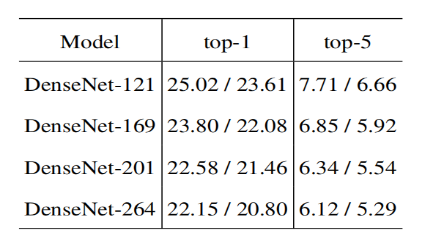 Model top-1 top-5
DenseNet-121 25.02 / 23.61 7.71 / 6.66
DenseNet-169 23.80 / 22.08 6.85 / 5.92
DenseNet-201 22.58 / 21.46 6.34 / 5.54
DenseNet-264 22.15 / 20.80 6.12 / 5.29